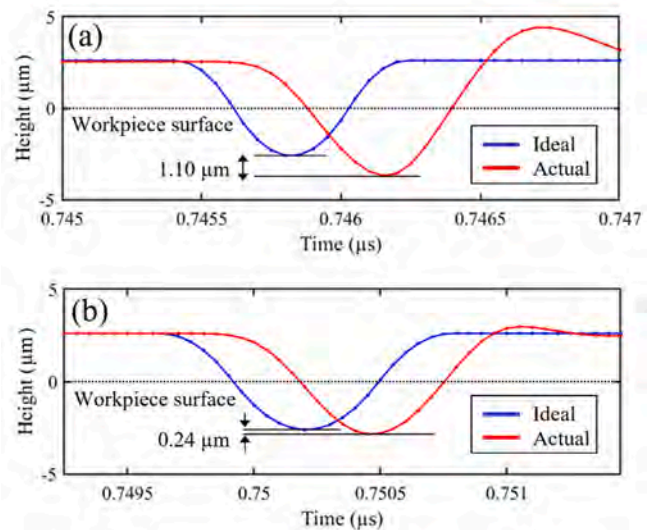 (a)
5
0
-5
Height (µm)
Workpiece surface
1.10 µm
Ideal
Actual
0.745
0.7455
0.746
0.7465
0.747
Time (µs)
(b)
5
0
-5
Height (µm)
Workpiece surface
0.24 µm
Ideal
Actual
0.7495
0.75
0.7505
0.751
Time (µs)